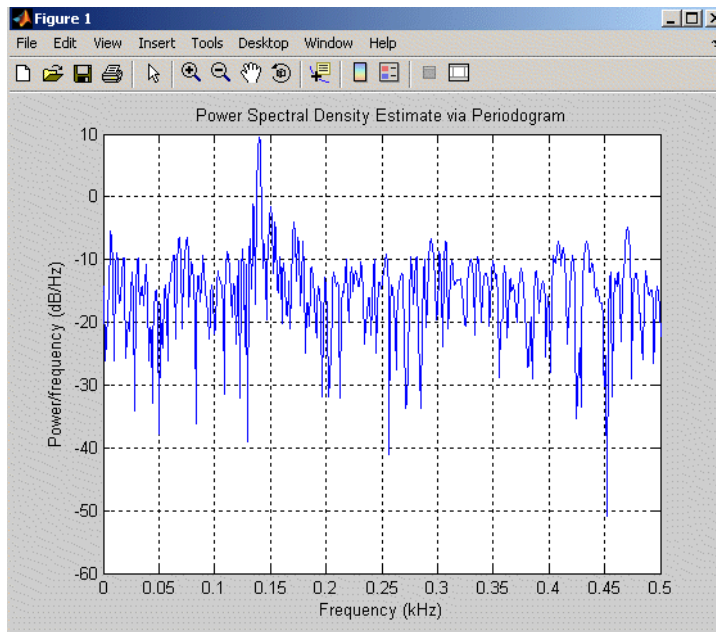 Figure 1
File Edit View Insert Tools Desktop Window Help
Power Spectral Density Estimate via Periodogram
10
0
-10
-20
-30
-40
-50
-60
Power/frequency (dB/Hz)
0 0.05 0.1 0.15 0.2 0.25 0.3 0.35 0.4 0.45 0.5
Frequency (kHz)